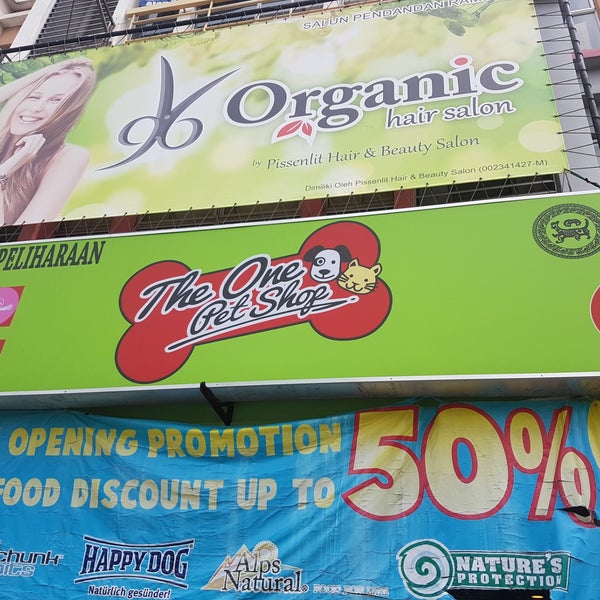 SALUN PENDANDAN
Organic
hair salon
by Pissenlit Hair & Beauty Salon
Dimiliki Oleh Pissenlit Hair & Beauty Salon (002341427-M)
PELIHARAAN
The One
Pet Shop
OPENING PROMOTION
FOOD DISCOUNT UP TO
50%
chunk
HAPPY DOG
Natürlich gesünder!
Alps
Natural®
NATURE'S
PROTECTION